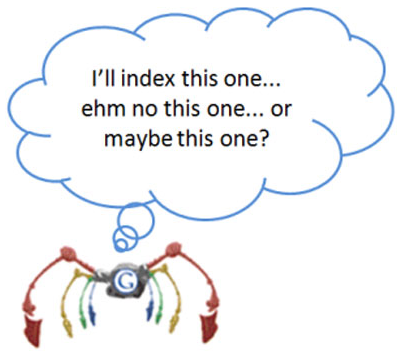 I'll index this one...
ehm no this one... or
maybe this one?
G